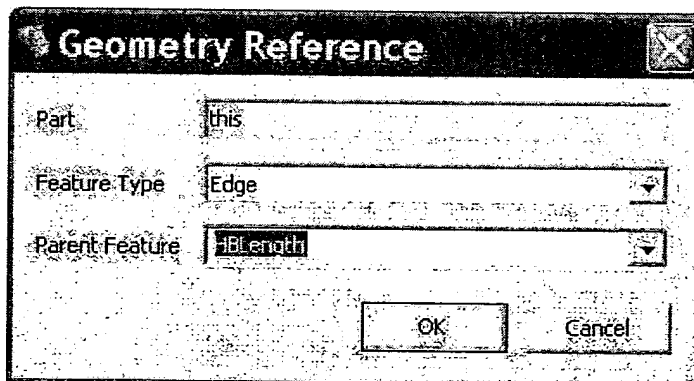 Geometry Reference
Part this
Feature Type Edge
Parent Feature HBLength
OK Cancel